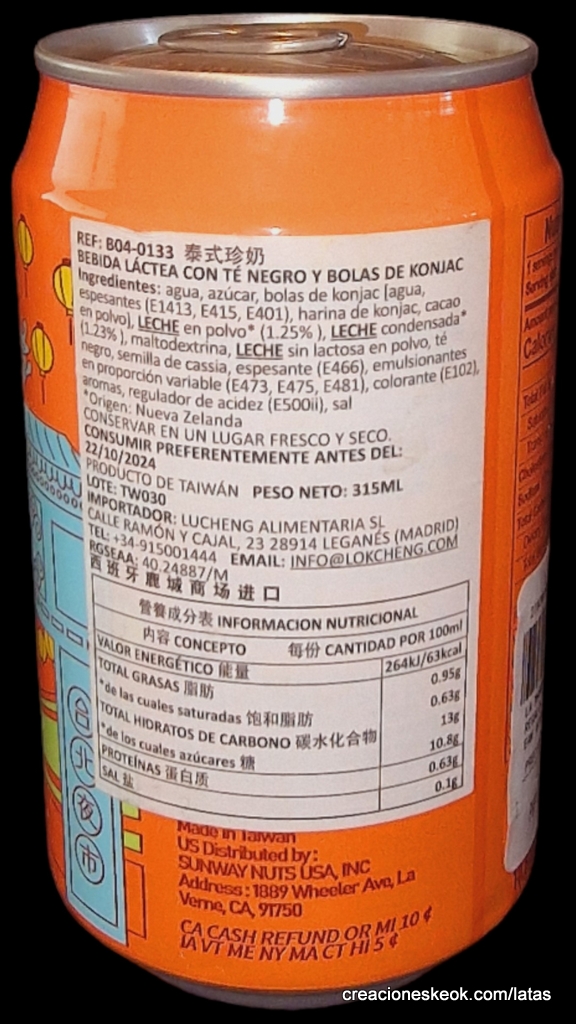 REF: B04-0133 泰式珍奶
BEBIDA LÁCTEA CON TÉ NEGRO Y BOLAS DE KONJAC
Ingredientes: agua, azúcar, bolas de konjac [agua,
espesantes (E1413, E415, E401), harina de konjac, cacao
en polvo], LECHE en polvo* (1.25% ), LECHE condensada*
(1.23% ), maltodextrina, LECHE sin lactosa en polvo, té
negro, semilla de cassia, espesante (E466), emulsionantes
en proporción variable (E473, E475, E481), colorante (E102),
aromas, regulador de acidez (E500ii), sal
*Origen: Nueva Zelanda
CONSERVAR EN UN LUGAR FRESCO Y SECO.
CONSUMIR PREFERENTEMENTE ANTES DEL:
22/10/2024
PRODUCTO DE TAIWÁN PESO NETO: 315ML
LOTE: TW030
IMPORTADOR: LUCHENG ALIMENTARIA SL
CALLE RAMÓN Y CAJAL, 23 28914 LEGANÉS (MADRID)
TEL: +34-915001444 EMAIL: INFO@LOKCHENG.COM
RGSEAA: 40.24887/M
西班牙鹿城商场进口
营养成分表 INFORMACION NUTRICIONAL
内容 CONCEPTO 每份 CANTIDAD POR 100ml
VALOR ENERGÉTICO 能量 264kJ/63kcal
TOTAL GRASAS 脂肪 0.95g
*de las cuales saturadas 饱和脂肪 0.63g
TOTAL HIDRATOS DE CARBONO 碳水化合物 13g
*de los cuales azúcares 糖 10.8g
PROTEÍNAS 蛋白质 0.63g
SAL 盐 0.1g
台北夜市
Made in Taiwan
US Distributed by:
SUNWAY NUTS USA, INC
Address: 1889 Wheeler Ave, La
Verne, CA, 91750
CA CASH REFUND OR MI 10 ¢
IA VT ME NY MA CT HI 5 ¢
creacioneskeok.com/latas